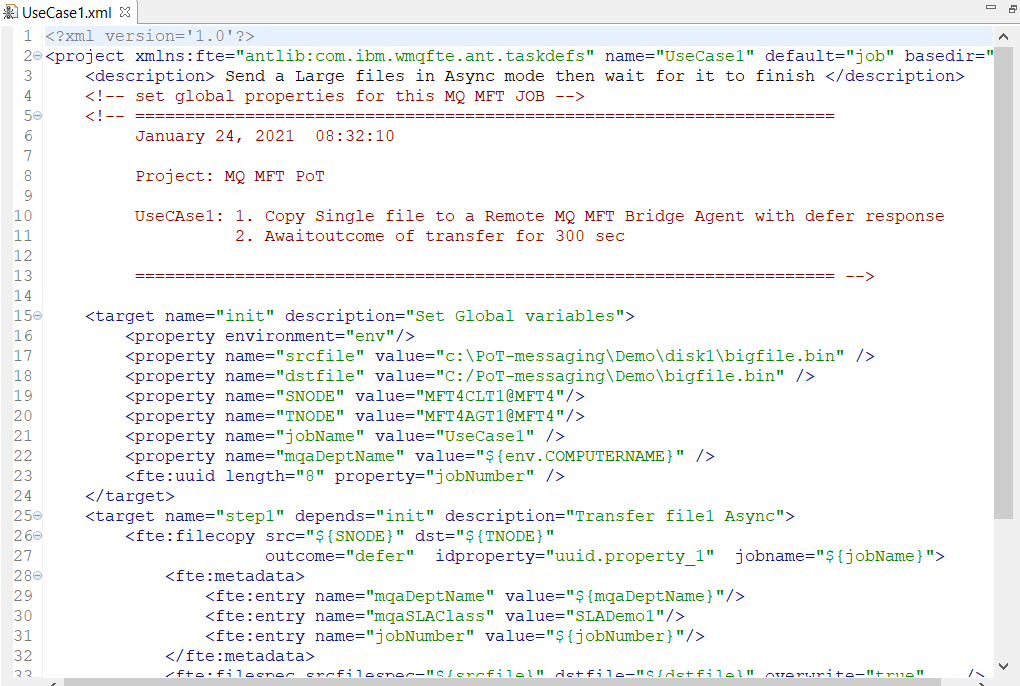 UseCase1.xml
1 <?xml version='1.0'?>
2 <project xmlns:fte="antlib:com.ibm.wmqfte.ant.taskdefs" name="UseCase1" default="job" basedir="
3 <description> Send a Large files in Async mode then wait for it to finish </description>
4 <!-- set global properties for this MQ MFT JOB -->
5 <!-- ======================================================================
6 January 24, 2021  08:32:10
7
8 Project: MQ MFT PoT
9
10 UseCAse1: 1. Copy Single file to a Remote MQ MFT Bridge Agent with defer response
11 2. Awaitoutcome of transfer for 300 sec
12
13 ====================================================================== -->
14
15 <target name="init" description="Set Global variables">
16 <property environment="env"/>
17 <property name="srcfile" value="c:\PoT-messaging\Demo\disk1\bigfile.bin" />
18 <property name="dstfile" value="C:/PoT-messaging\Demo\bigfile.bin" />
19 <property name="SNODE" value="MFT4CLT1@MFT4"/>
20 <property name="TNODE" value="MFT4AGT1@MFT4"/>
21 <property name="jobName" value="UseCase1" />
22 <property name="mqaDeptName" value="${env.COMPUTERNAME}" />
23 <fte:uuid length="8" property="jobNumber" />
24 </target>
25 <target name="step1" depends="init" description="Transfer file1 Async">
26 <fte:filecopy src="${SNODE}" dst="${TNODE}"
27 outcome="defer"  idproperty="uuid.property_1"  jobname="${jobName}">
28 <fte:metadata>
29 <fte:entry name="mqaDeptName" value="${mqaDeptName}"/>
30 <fte:entry name="mqaSLAClass" value="SLADemo1"/>
31 <fte:entry name="jobNumber" value="${jobNumber}"/>
32 </fte:metadata>
33 <fte:filespec srcfilespec="${srcfile}" dstfile="${dstfile}" overwrite="true"    />